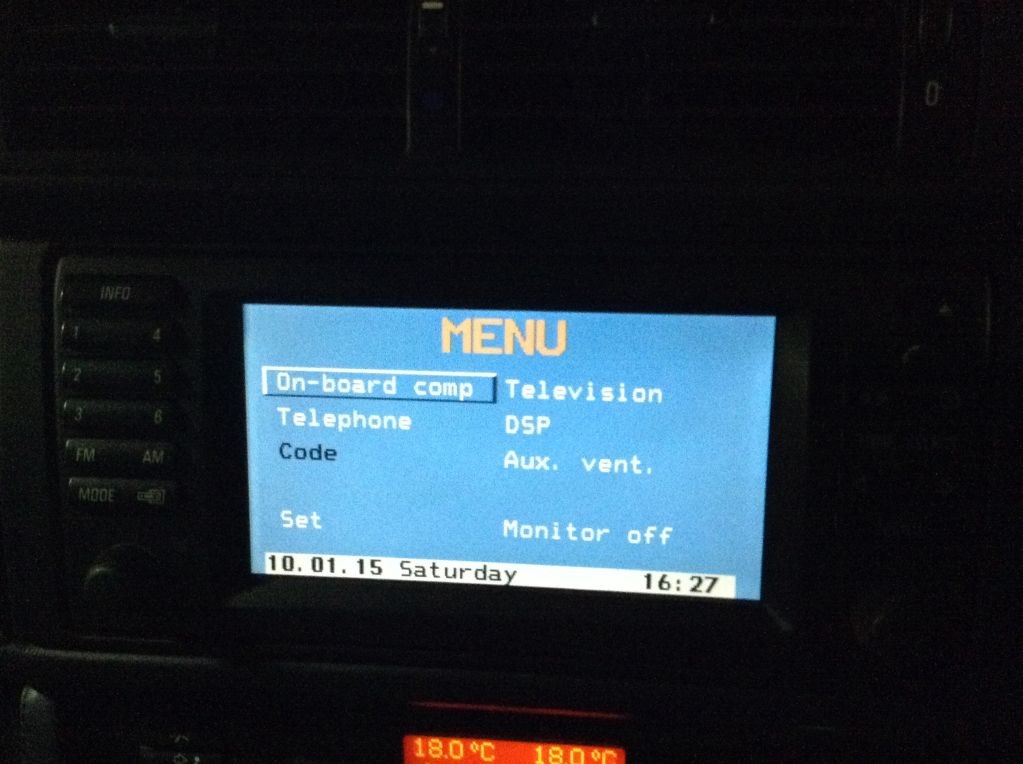 0
INFO
1 4
2 5
3 6
FM AM
MODE
MENU
On-board comp Television
Telephone DSP
Code Aux. vent.
Set Monitor off
10.01.15 Saturday 16:27
18.0°C 18.0°C